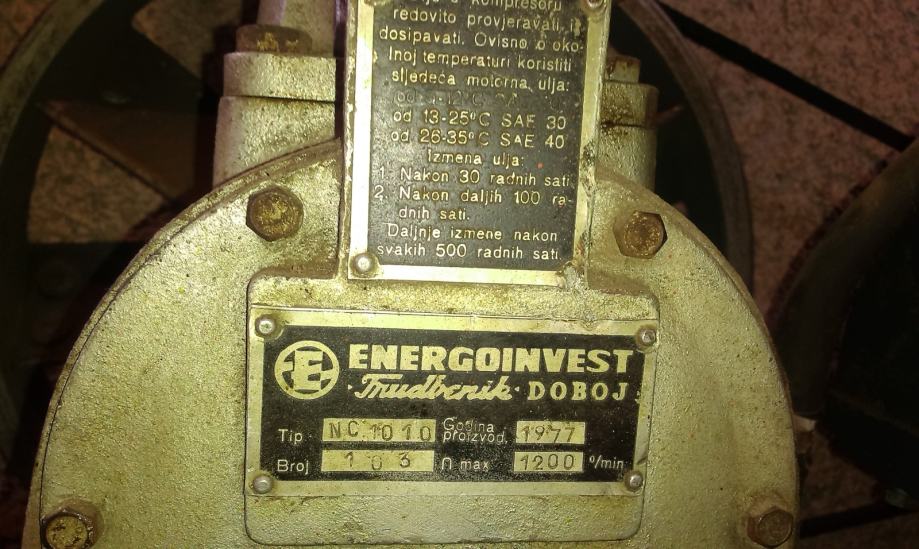 kompresoru
redovito provjeravati i
dosipavati. Ovisno o oko-
lnoj temperaturi koristiti
sljedeća motorna ulja:
od 13-25°C SAE 30
od 26-35°C SAE 40
Izmena ulja:
1. Nakon 30 radnih sati
2. Nakon daljih 100 ra-
dnih sati.
Daljnje izmene nakon
svakih 500 radnih sati
E ENERGOINVEST
·Trudbenik· DOBOJ
Tip · NC.1010 Godina proizvod. 1977
Broj 103 n max 1200 º/min